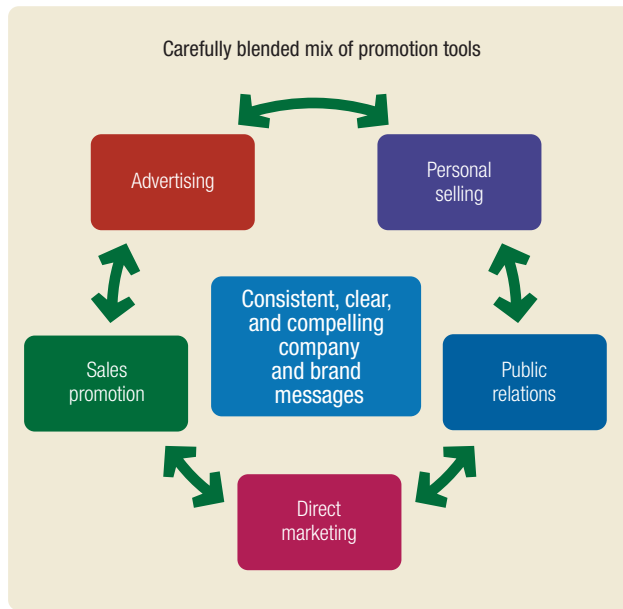 Carefully blended mix of promotion tools
Advertising
Personal
selling
Consistent, clear,
and compelling
company
and brand
messages
Sales
promotion
Public
relations
Direct
marketing